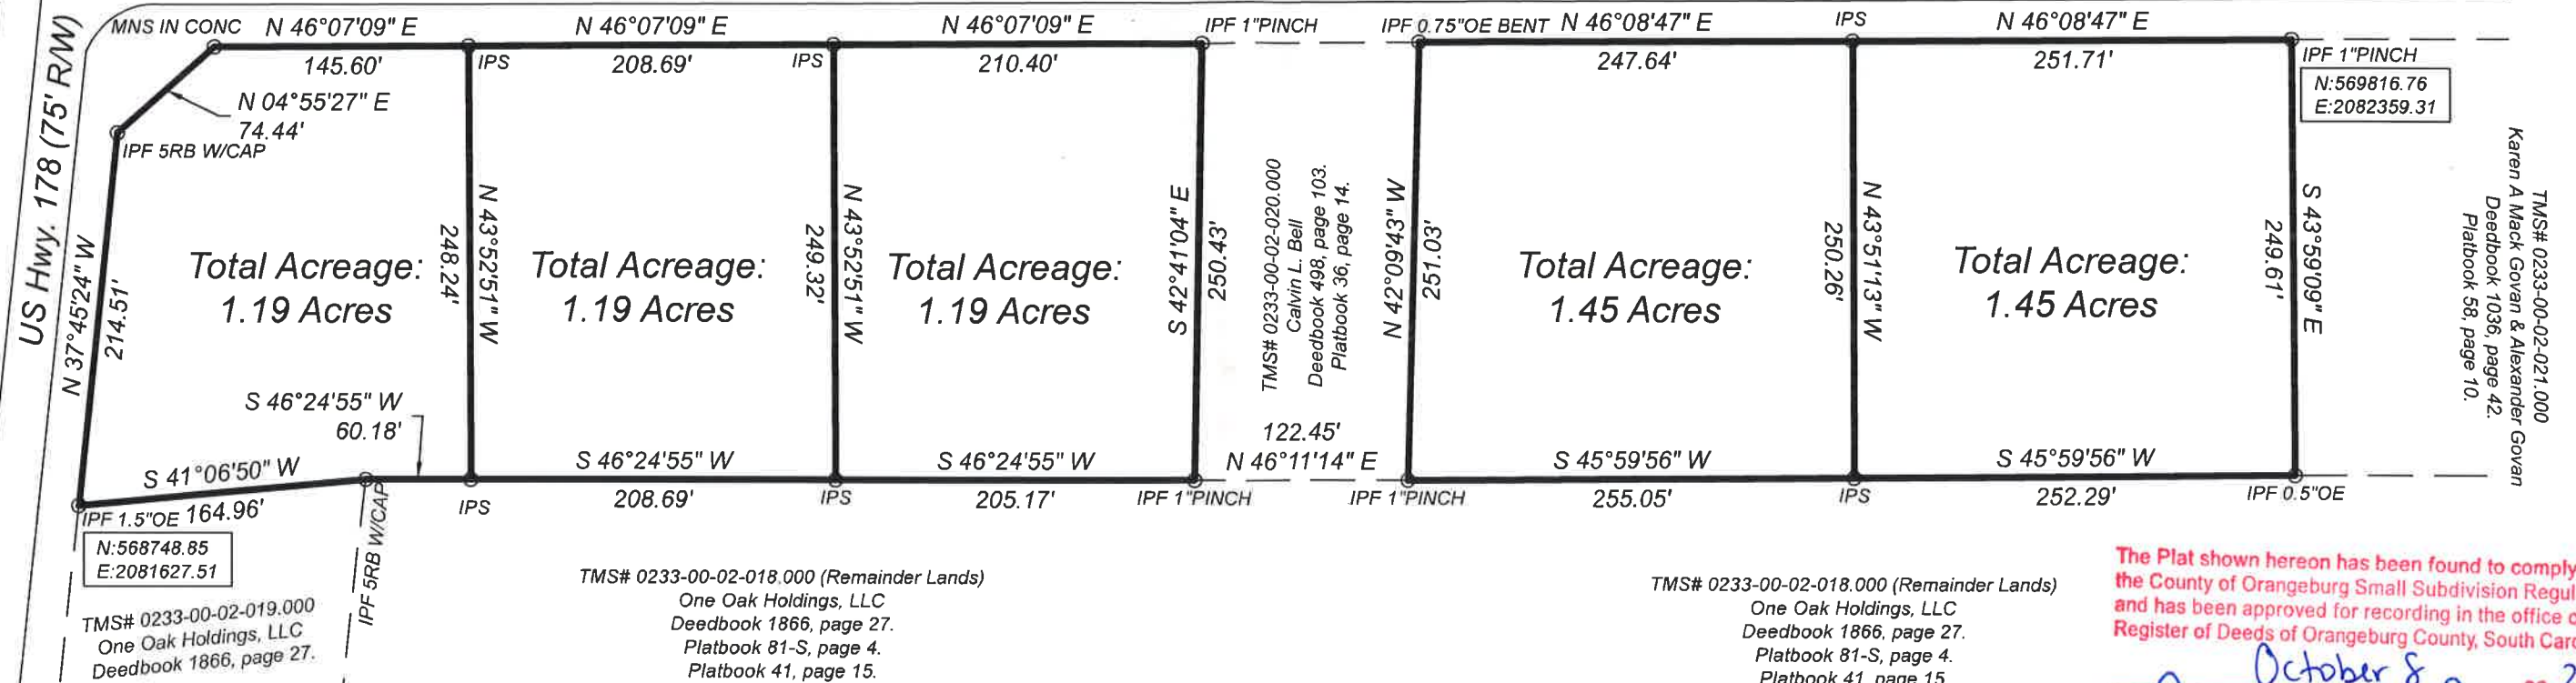 US Hwy. 178 (75' R/W)
MNS IN CONC
N 46°07'09" E
145.60'
IPS
N 46°07'09" E
208.69'
IPS
N 46°07'09" E
210.40'
IPF 1"PINCH
IPF 0.75"OE BENT
N 46°08'47" E
247.64'
IPS
N 46°08'47" E
251.71'
IPF 1"PINCH
N:569816.76
E:2082359.31
N 04°55'27" E
74.44'
IPF 5RB W/CAP
N 37°45'24" W
214.51'
Total Acreage:
1.19 Acres
248.24'
N 43°52'51" W
Total Acreage:
1.19 Acres
249.32'
N 43°52'51" W
Total Acreage:
1.19 Acres
S 42°41'04" E
250.43'
TMS# 0233-00-02-020.000
Calvin L. Bell
Deedbook 498, page 103.
Platbook 36, page 14.
N 42°09'43" W
251.03'
Total Acreage:
1.45 Acres
250.26'
N 43°51'13" W
Total Acreage:
1.45 Acres
249.61'
S 43°59'09" E
TMS# 0233-00-02-021.000
Karen A Mack Govan & Alexander Govan
Deedbook 1036, page 42.
Platbook 58, page 10.
S 46°24'55" W
60.18'
S 41°06'50" W
164.96'
IPF 1.5"OE
N:568748.85
E:2081627.51
IPF 5RB W/CAP
IPS
S 46°24'55" W
208.69'
IPS
S 46°24'55" W
205.17'
IPF 1"PINCH
122.45'
N 46°11'14" E
IPF 1"PINCH
S 45°59'56" W
255.05'
IPS
S 45°59'56" W
252.29'
IPF 0.5"OE
TMS# 0233-00-02-019.000
One Oak Holdings, LLC
Deedbook 1866, page 27.
TMS# 0233-00-02-018.000 (Remainder Lands)
One Oak Holdings, LLC
Deedbook 1866, page 27.
Platbook 81-S, page 4.
Platbook 41, page 15.
TMS# 0233-00-02-018.000 (Remainder Lands)
One Oak Holdings, LLC
Deedbook 1866, page 27.
Platbook 81-S, page 4.
Platbook 41, page 15
The Plat shown hereon has been found to comply
the County of Orangeburg Small Subdivision Regul
and has been approved for recording in the office
Register of Deeds of Orangeburg County, South Car
October 8